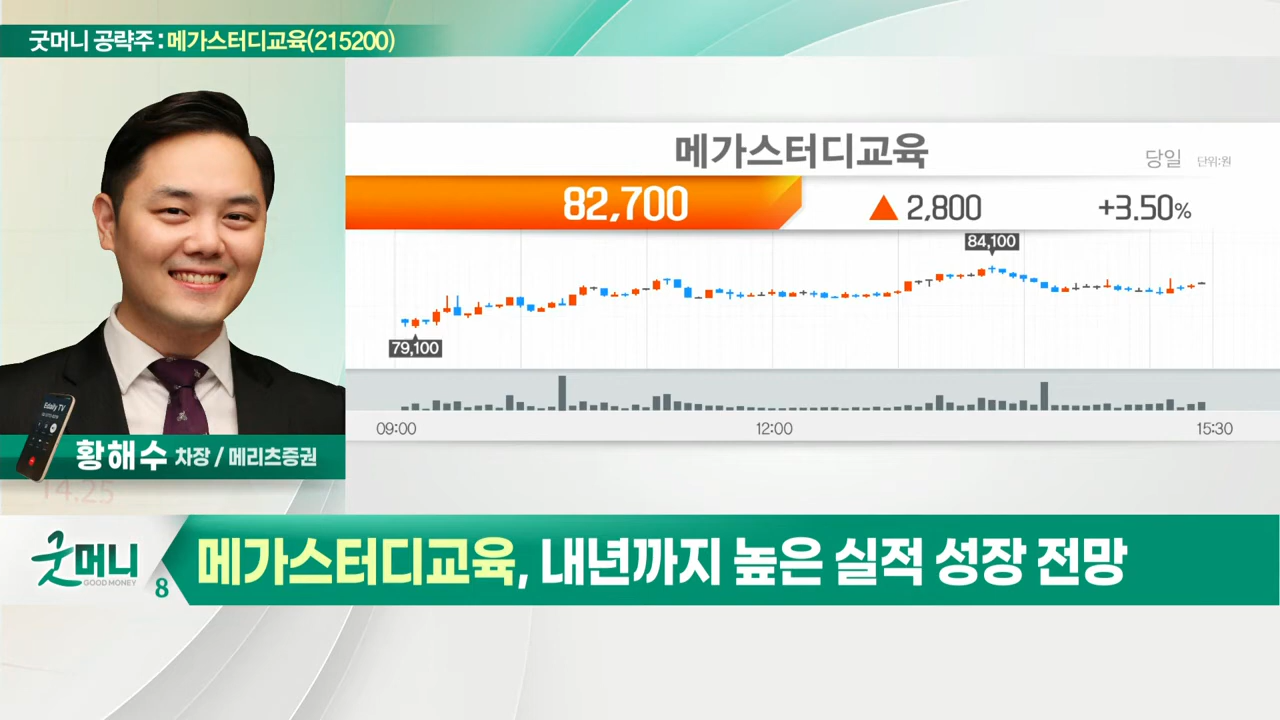 굿머니 공략주 : 메가스터디교육(215200)
메가스터디교육
당일 단위:원
82,700 ▲ 2,800 +3.50%
84,100
79,100
09:00 12:00 15:30
Edaily TV
황해수 차장 / 메리츠증권
14.25
굿머니
GOOD MONEY
8
메가스터디교육, 내년까지 높은 실적 성장 전망